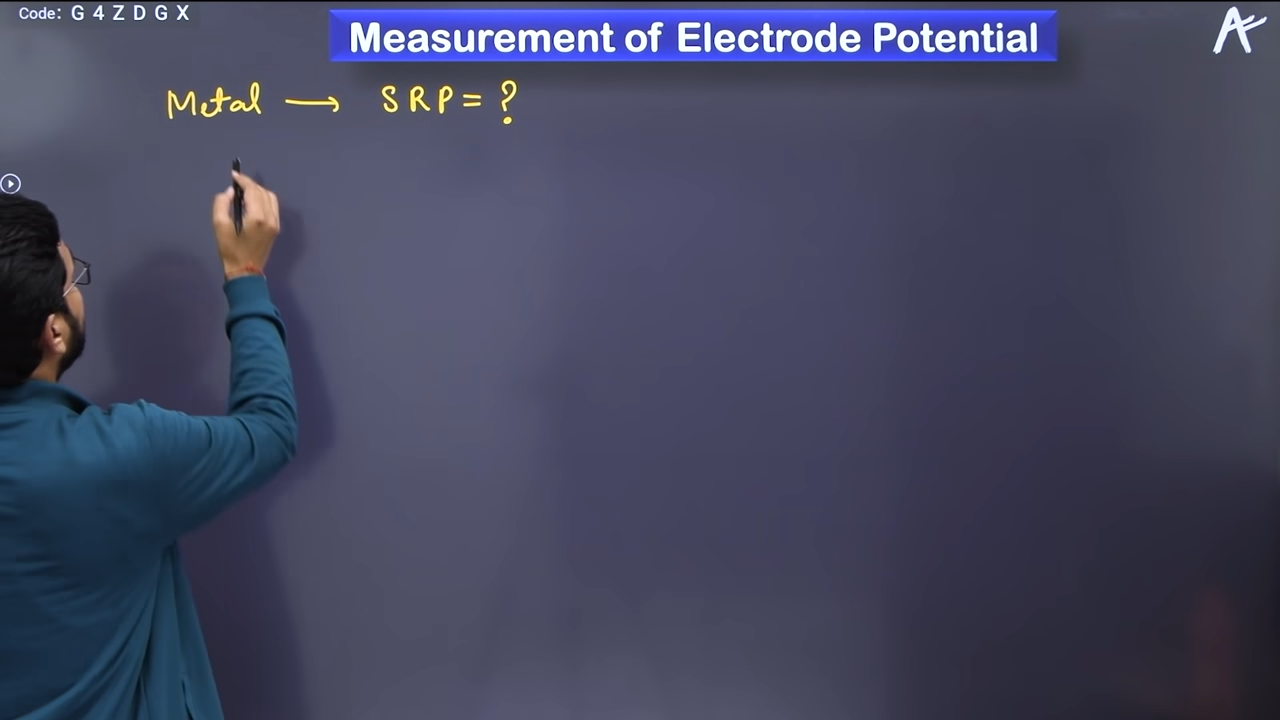 Code: G 4 Z D G X
Measurement of Electrode Potential
Metal → SRP = ?